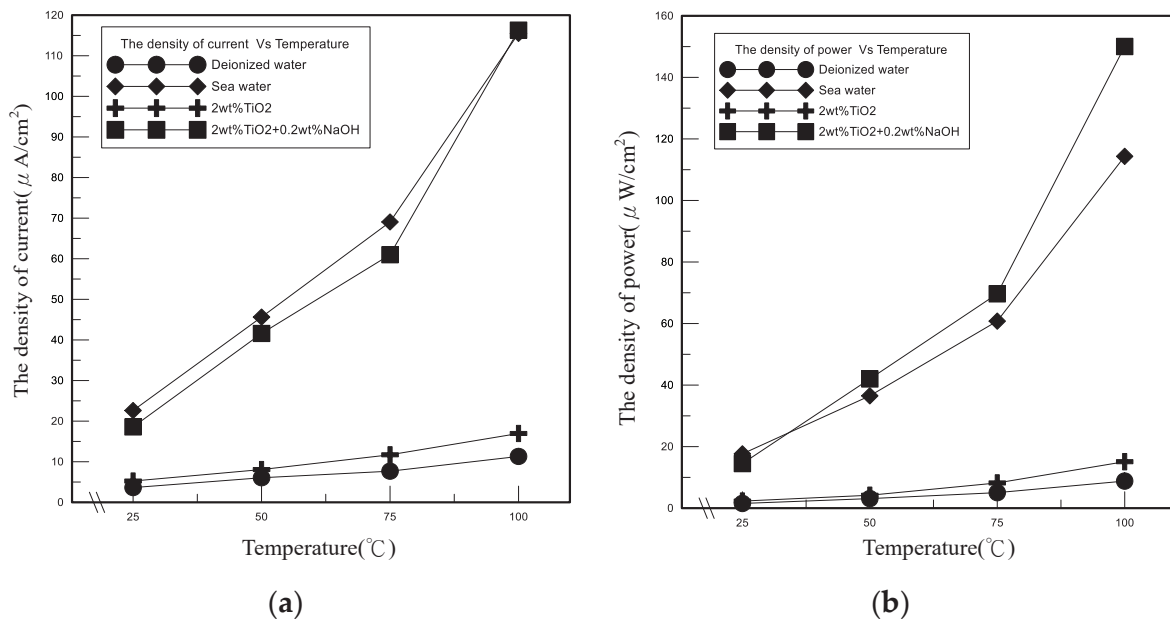 The density of current Vs Temperature
Deionized water
Sea water
2wt%TiO2
2wt%TiO2+0.2wt%NaOH
The density of current( μ A/cm2)
120
110
100
90
80
70
60
50
40
30
20
10
0
25 50 75 100
Temperature(℃)
(a)
The density of power Vs Temperature
Deionized water
Sea water
2wt%TiO2
2wt%TiO2+0.2wt%NaOH
The density of power( μ W/cm2)
160
140
120
100
80
60
40
20
0
25 50 75 100
Temperature(℃)
(b)